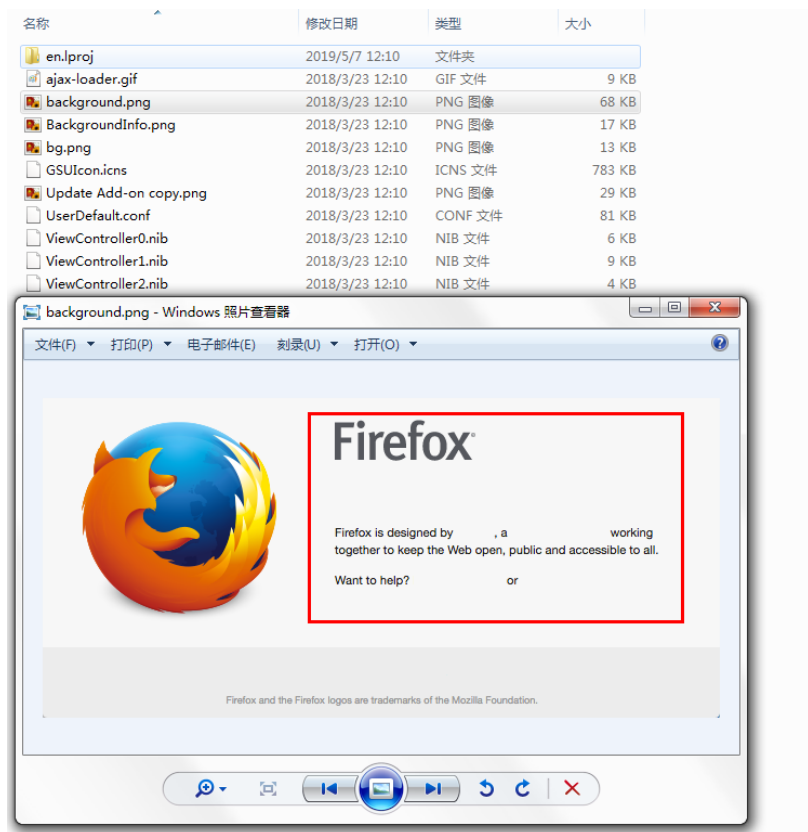 名称 修改日期 类型 大小
en.lproj 2019/5/7 12:10 文件夹
ajax-loader.gif 2018/3/23 12:10 GIF 文件 9 KB
background.png 2018/3/23 12:10 PNG 图像 68 KB
BackgroundInfo.png 2018/3/23 12:10 PNG 图像 17 KB
bg.png 2018/3/23 12:10 PNG 图像 13 KB
GSUIcon.icns 2018/3/23 12:10 ICNS 文件 783 KB
Update Add-on copy.png 2018/3/23 12:10 PNG 图像 29 KB
UserDefault.conf 2018/3/23 12:10 CONF 文件 81 KB
ViewController0.nib 2018/3/23 12:10 NIB 文件 6 KB
ViewController1.nib 2018/3/23 12:10 NIB 文件 9 KB
ViewController2.nib 2018/3/23 12:10 NIB 文件 4 KB
background.png - Windows 照片查看器
文件(F) 打印(P) 电子邮件(E) 刻录(U) 打开(O)
Firefox
Firefox is designed by , a working
together to keep the Web open, public and accessible to all.
Want to help? or
Firefox and the Firefox logos are trademarks of the Mozilla Foundation.